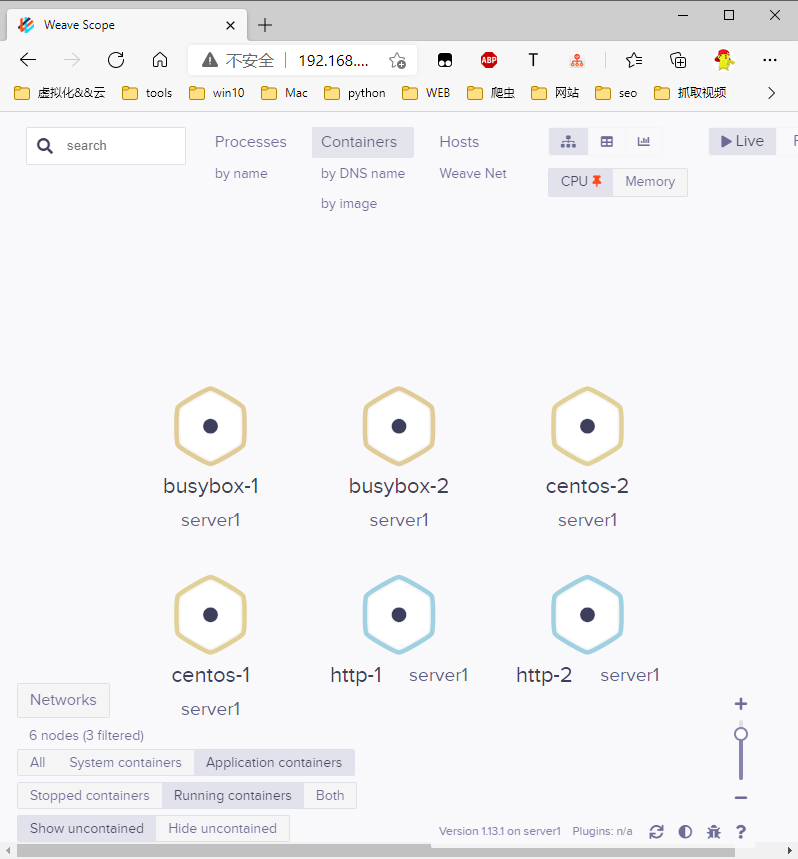 Weave Scope
不安全 192.168....
ABP
T
虚拟化&&云 tools win10 Mac python WEB 爬虫 网站 seo 抓取视频
search
Processes Containers Hosts
Live
by name by DNS name Weave Net
by image
CPU Memory
busybox-1 busybox-2 centos-2
server1 server1 server1
centos-1 http-1 server1 http-2 server1
server1
Networks
6 nodes (3 filtered)
All System containers Application containers
Stopped containers Running containers Both
Show uncontained Hide uncontained
Version 1.13.1 on server1 Plugins: n/a